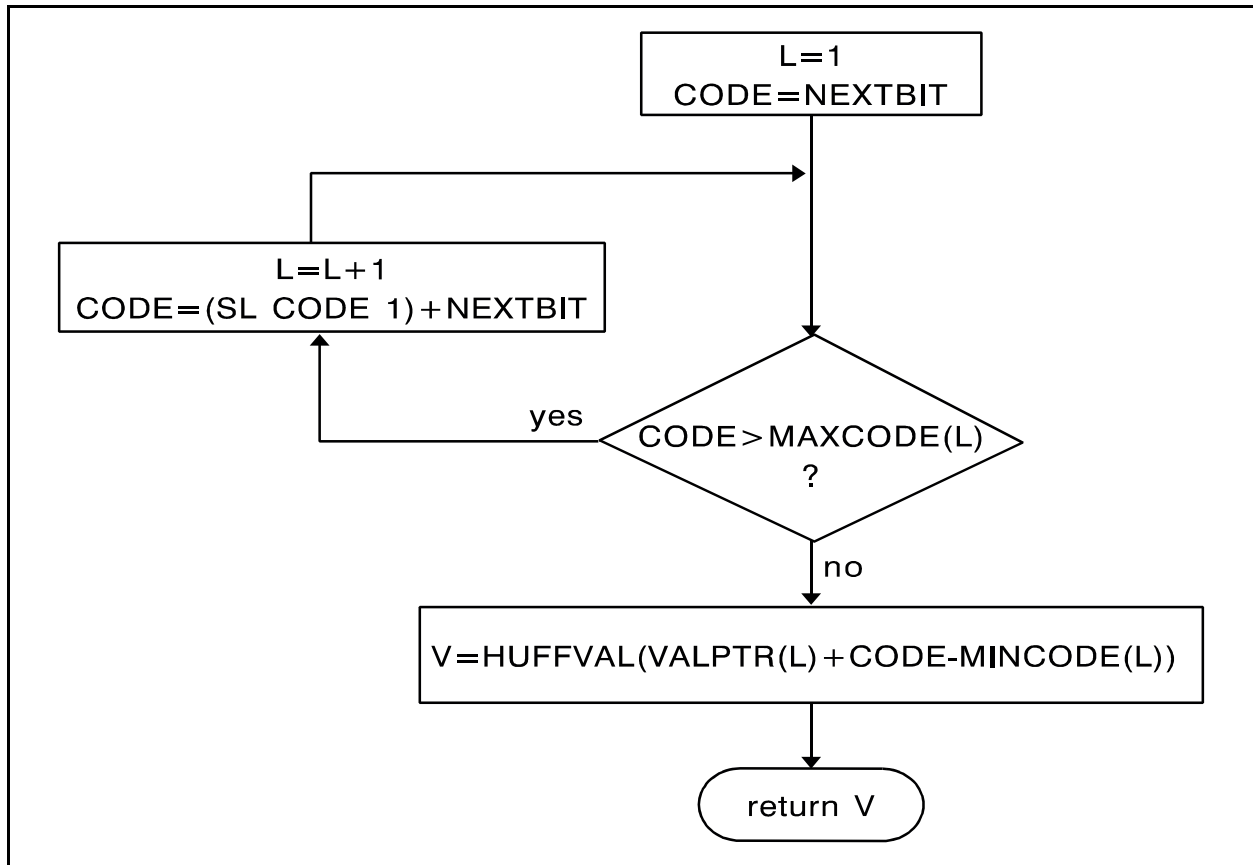 L=1
CODE=NEXTBIT
L=L+1
CODE=(SL CODE 1)+NEXTBIT
yes
CODE>MAXCODE(L)
?
no
V=HUFFVAL(VALPTR(L)+CODE-MINCODE(L))
return V